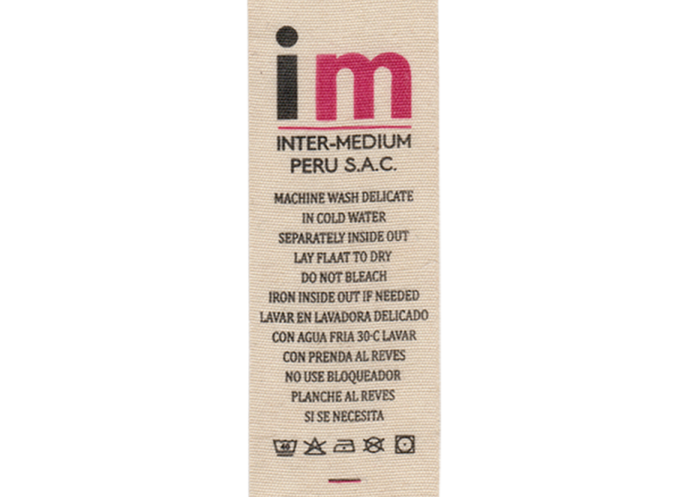 im
INTER-MEDIUM
PERU S.A.C.
MACHINE WASH DELICATE
IN COLD WATER
SEPARATELY INSIDE OUT
LAY FLAAT TO DRY
DO NOT BLEACH
IRON INSIDE OUT IF NEEDED
LAVAR EN LAVADORA DELICADO
CON AGUA FRIA 30-C LAVAR
CON PRENDA AL REVES
NO USE BLOQUEADOR
PLANCHE AL REVES
SI SE NECESITA
40